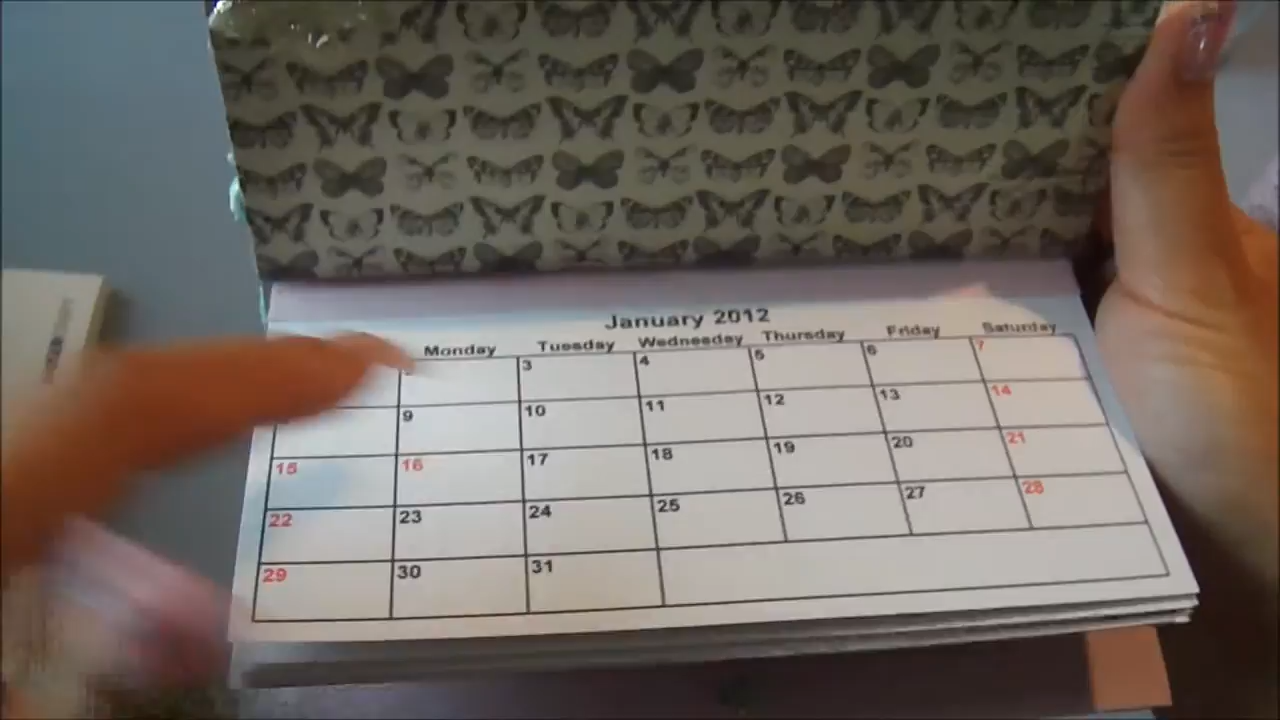 January 2012
Monday Tuesday Wednesday Thursday Friday Saturday
3 4 5 6 7
9 10 11 12 13 14
15 16 17 18 19 20 21
22 23 24 25 26 27 28
29 30 31